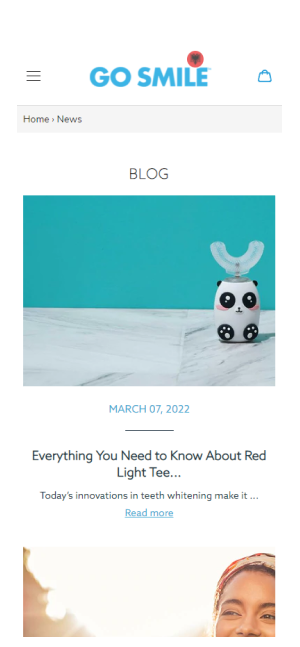 GO SMILE
Home › News
BLOG
MARCH 07, 2022
Everything You Need to Know About Red
Light Tee...
Today's innovations in teeth whitening make it ...
Read more